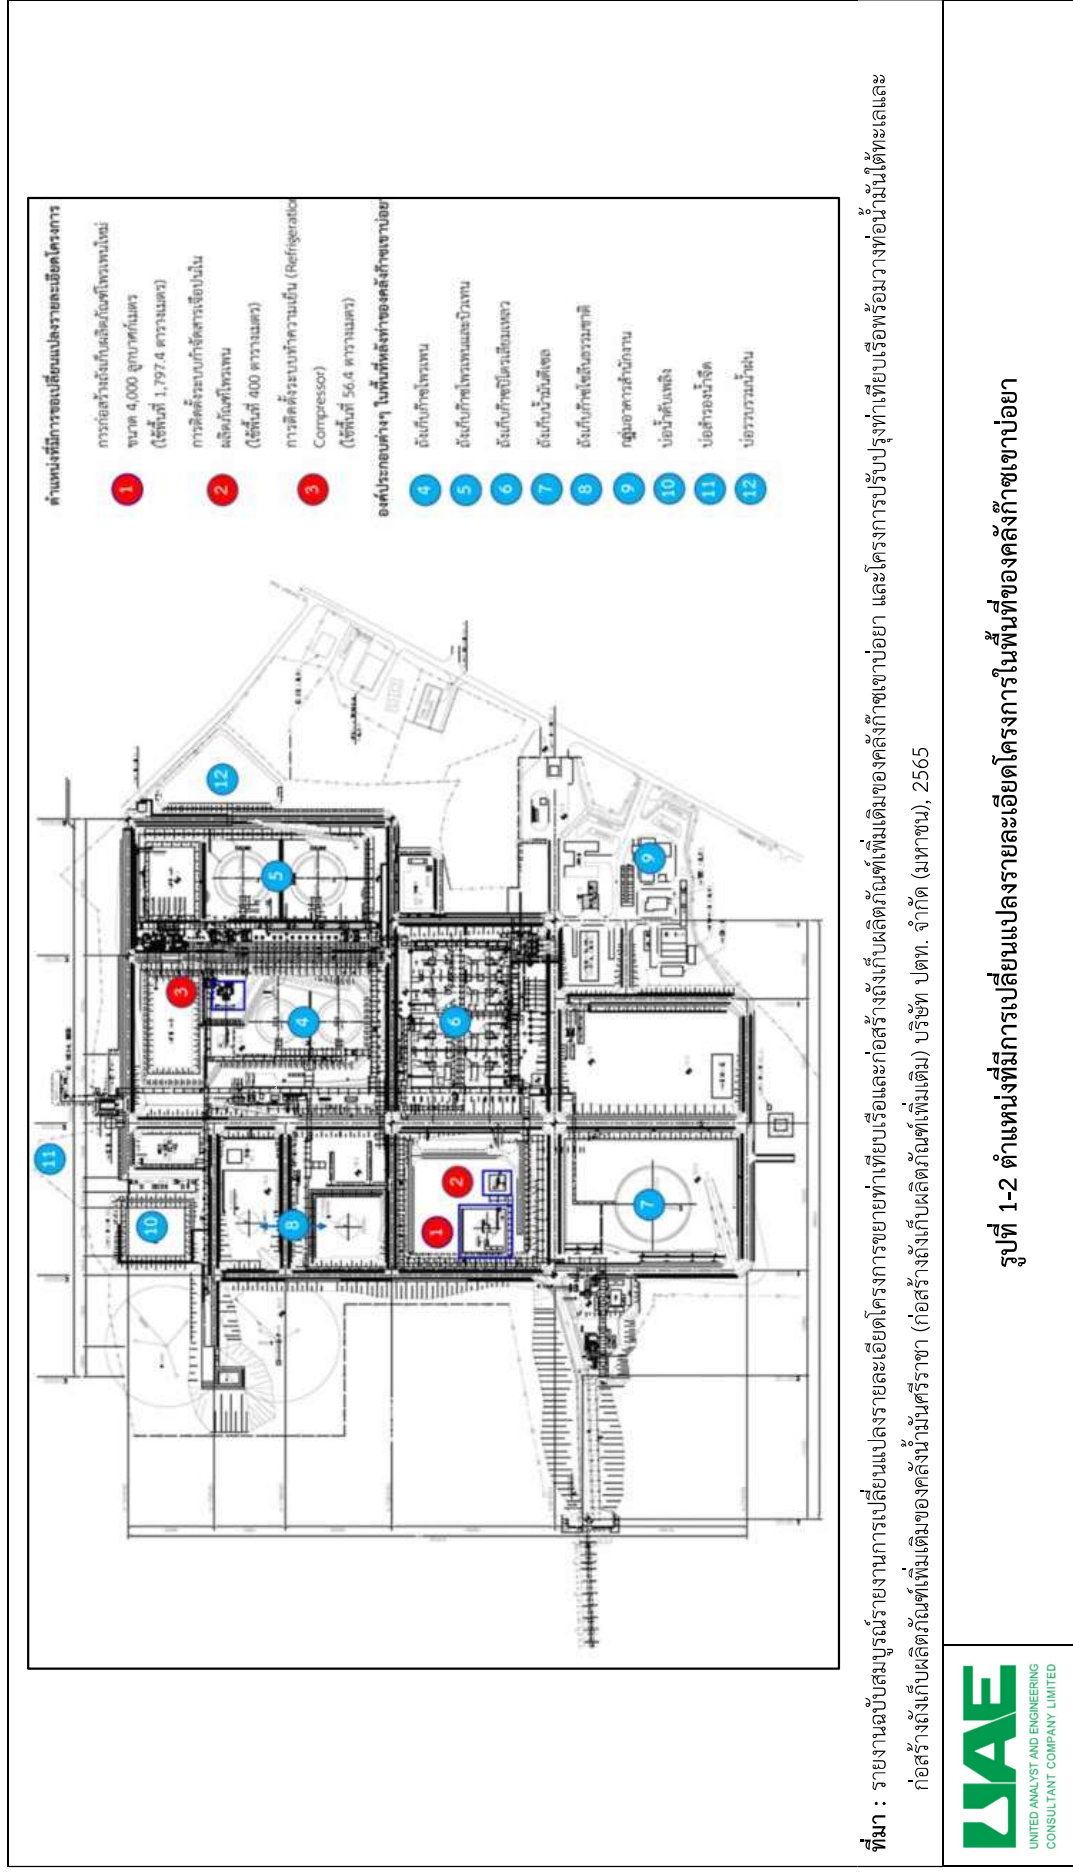 ตำแหน่งที่มีการขอเปลี่ยนแปลงรายละเอียดโครงการ
1 การก่อสร้างถังเก็บผลิตภัณฑ์โพรเพนใหม่
ขนาด 4,000 ลูกบาศก์เมตร
(ใช้พื้นที่ 1,797.4 ตารางเมตร)
2 การติดตั้งระบบกำจัดสารเจือปนใน
ผลิตภัณฑ์โพรเพน
(ใช้พื้นที่ 400 ตารางเมตร)
3 การติดตั้งระบบทำความเย็น (Refrigeration
Compressor)
(ใช้พื้นที่ 56.4 ตารางเมตร)
องค์ประกอบต่างๆ ในพื้นที่หลังท่าของคลังก๊าซเขาบ่อยา
4 ถังเก็บก๊าซโพรเพน
5 ถังเก็บก๊าซโพรเพนและบิวเทน
6 ถังเก็บก๊าซปิโตรเลียมเหลว
7 ถังเก็บน้ำมันดีเซล
8 ถังเก็บก๊าซโซลีนธรรมชาติ
9 กลุ่มอาคารสำนักงาน
10 บ่อน้ำดับเพลิง
11 บ่อสำรองน้ำจืด
12 บ่อรวบรวมน้ำฝน
11
10
3
12
5
4
8
6
2
1
9
7
ที่มา : รายงานฉบับสมบูรณ์รายงานการเปลี่ยนแปลงรายละเอียดโครงการขยายท่าเทียบเรือและก่อสร้างถังเก็บผลิตภัณฑ์เพิ่มเติมของคลังก๊าซเขาบ่อยา และโครงการปรับปรุงท่าเทียบเรือพร้อมวางท่อน้ำมันใต้ทะเลและ
ก่อสร้างถังเก็บผลิตภัณฑ์เพิ่มเติมของคลังน้ำมันศรีราชา (ก่อสร้างถังเก็บผลิตภัณฑ์เพิ่มเติม) บริษัท ปตท. จำกัด (มหาชน), 2565
UAE
UNITED ANALYST AND ENGINEERING
CONSULTANT COMPANY LIMITED
รูปที่ 1-2 ตำแหน่งที่มีการเปลี่ยนแปลงรายละเอียดโครงการในพื้นที่ของคลังก๊าซเขาบ่อยา